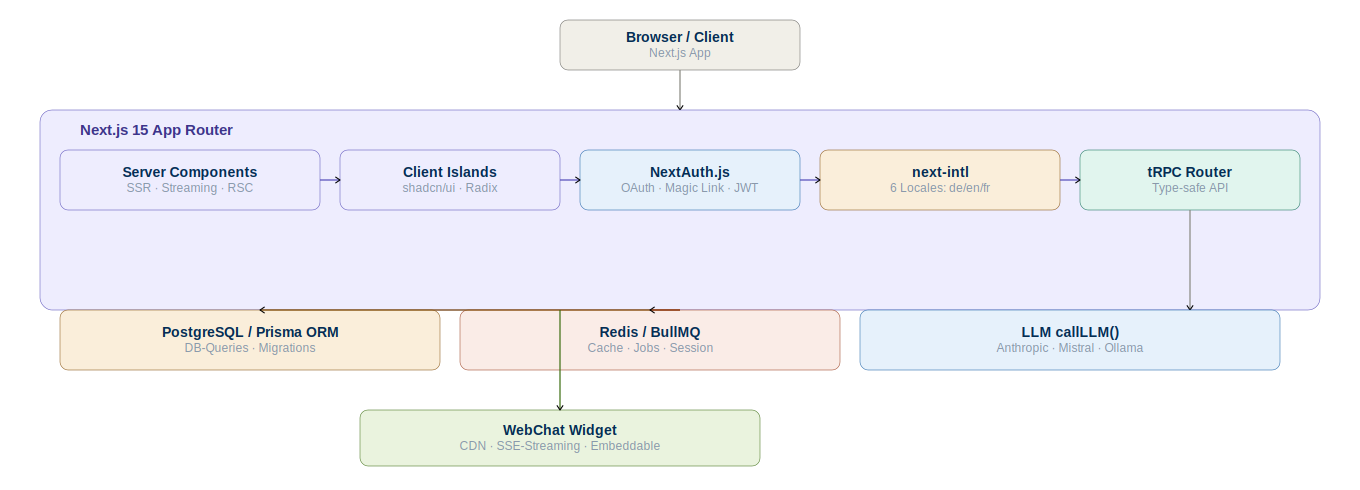 Browser / Client
Next.js App
Next.js 15 App Router
Server Components
SSR · Streaming · RSC
Client Islands
shadcn/ui · Radix
NextAuth.js
OAuth · Magic Link · JWT
next-intl
6 Locales: de/en/fr
tRPC Router
Type-safe API
PostgreSQL / Prisma ORM
DB-Queries · Migrations
Redis / BullMQ
Cache · Jobs · Session
LLM callLLM()
Anthropic · Mistral · Ollama
WebChat Widget
CDN · SSE-Streaming · Embeddable